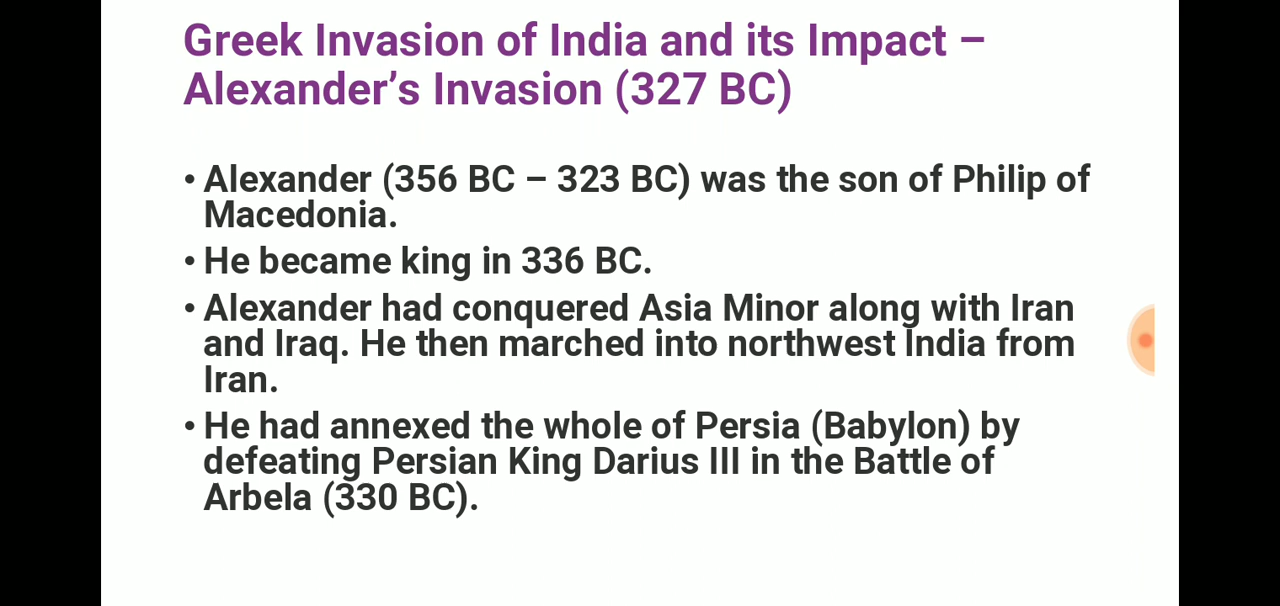 Greek Invasion of India and its Impact –
Alexander’s Invasion (327 BC)
• Alexander (356 BC – 323 BC) was the son of Philip of
Macedonia.
• He became king in 336 BC.
• Alexander had conquered Asia Minor along with Iran
and Iraq. He then marched into northwest India from
Iran.
• He had annexed the whole of Persia (Babylon) by
defeating Persian King Darius III in the Battle of
Arbela (330 BC).